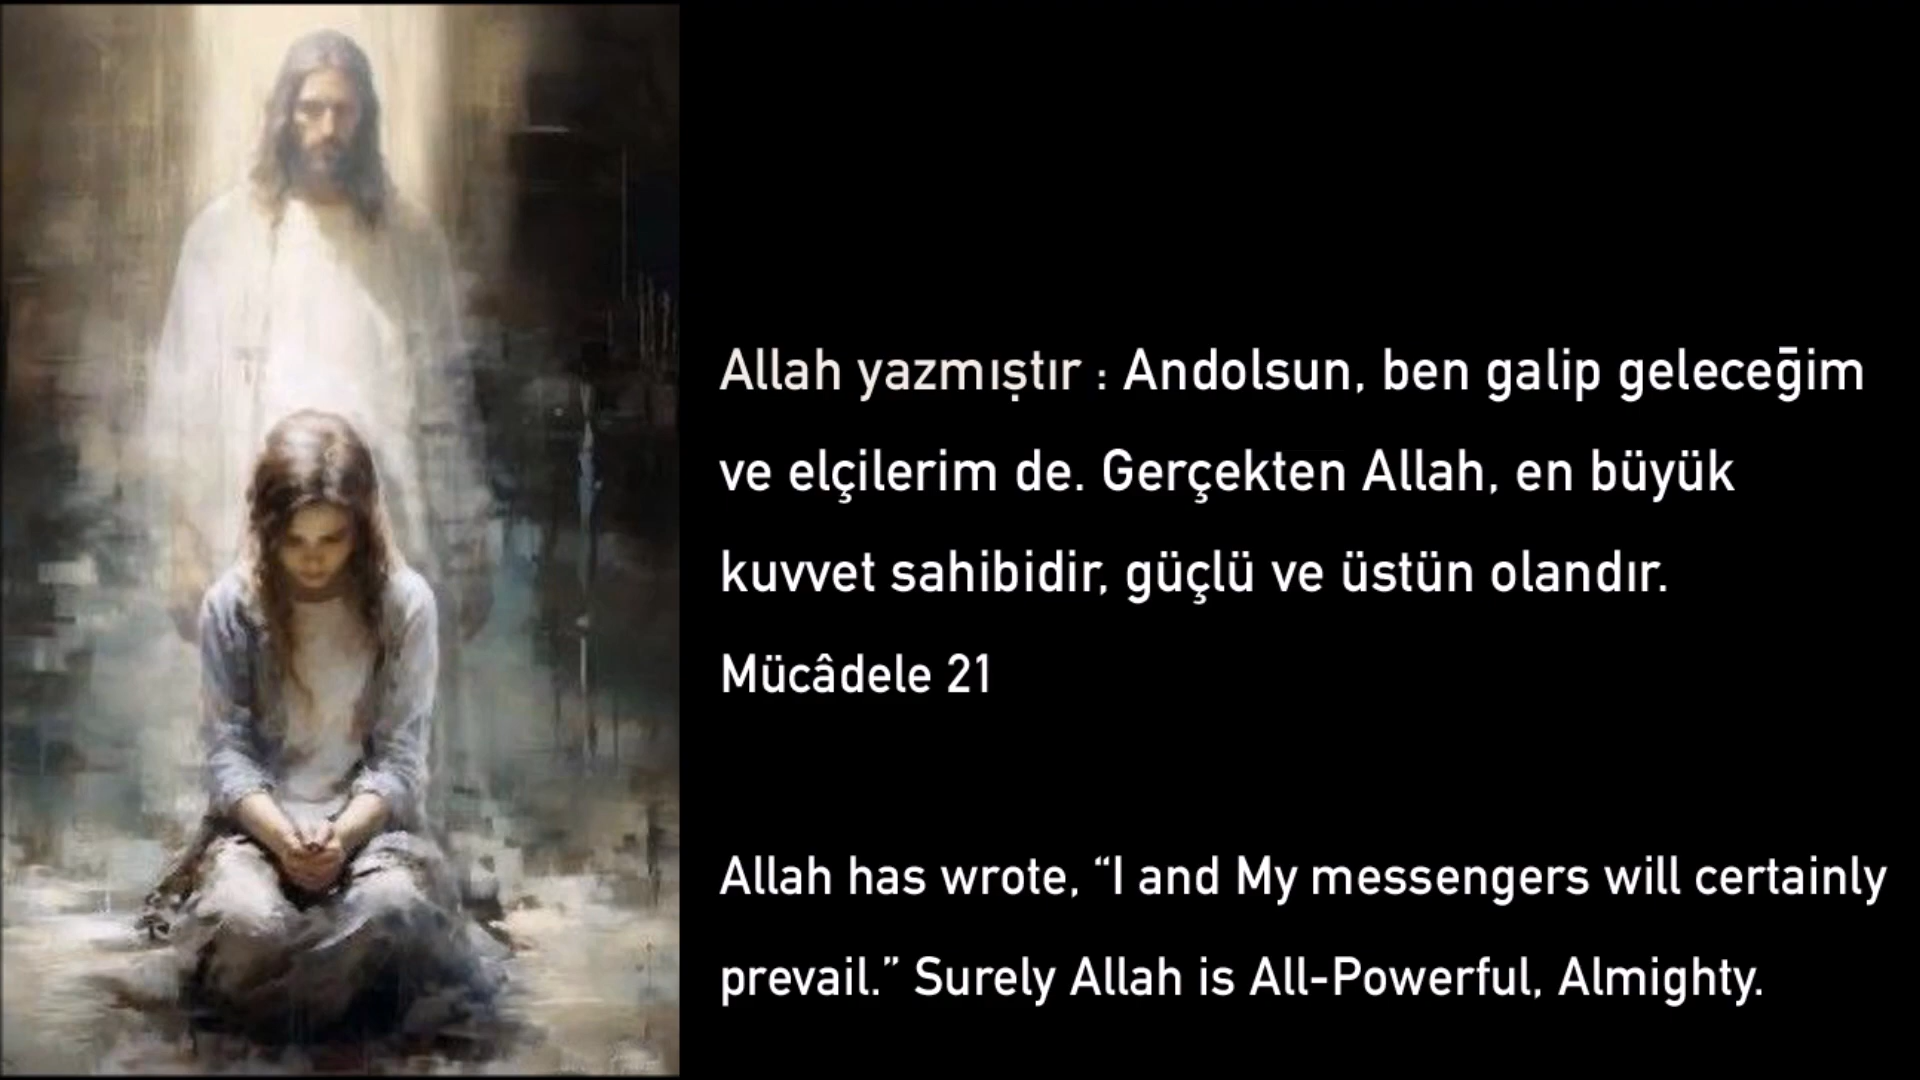 Allah yazmıştır : Andolsun, ben galip geleceḡim
ve elçilerim de. Gerçekten Allah, en büyük
kuvvet sahibidir, güçlü ve üstün olandır.
Mücâdele 21
Allah has wrote, “I and My messengers will certainly
prevail.” Surely Allah is All-Powerful, Almighty.